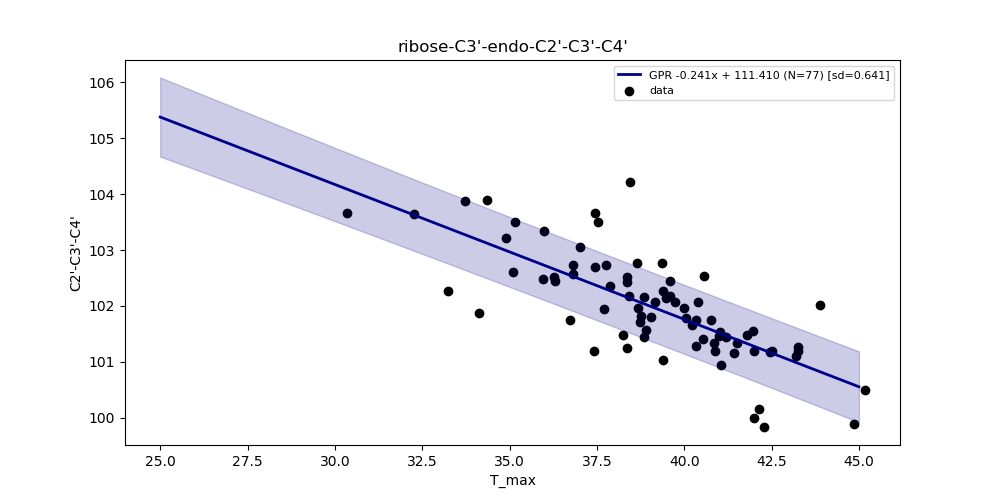 ribose-C3'-endo-C2'-C3'-C4'
GPR -0.241x + 111.410 (N=77) [sd=0.641]
data
C2'-C3'-C4'
106
105
104
103
102
101
100
25.0 27.5 30.0 32.5 35.0 37.5 40.0 42.5 45.0
T_max